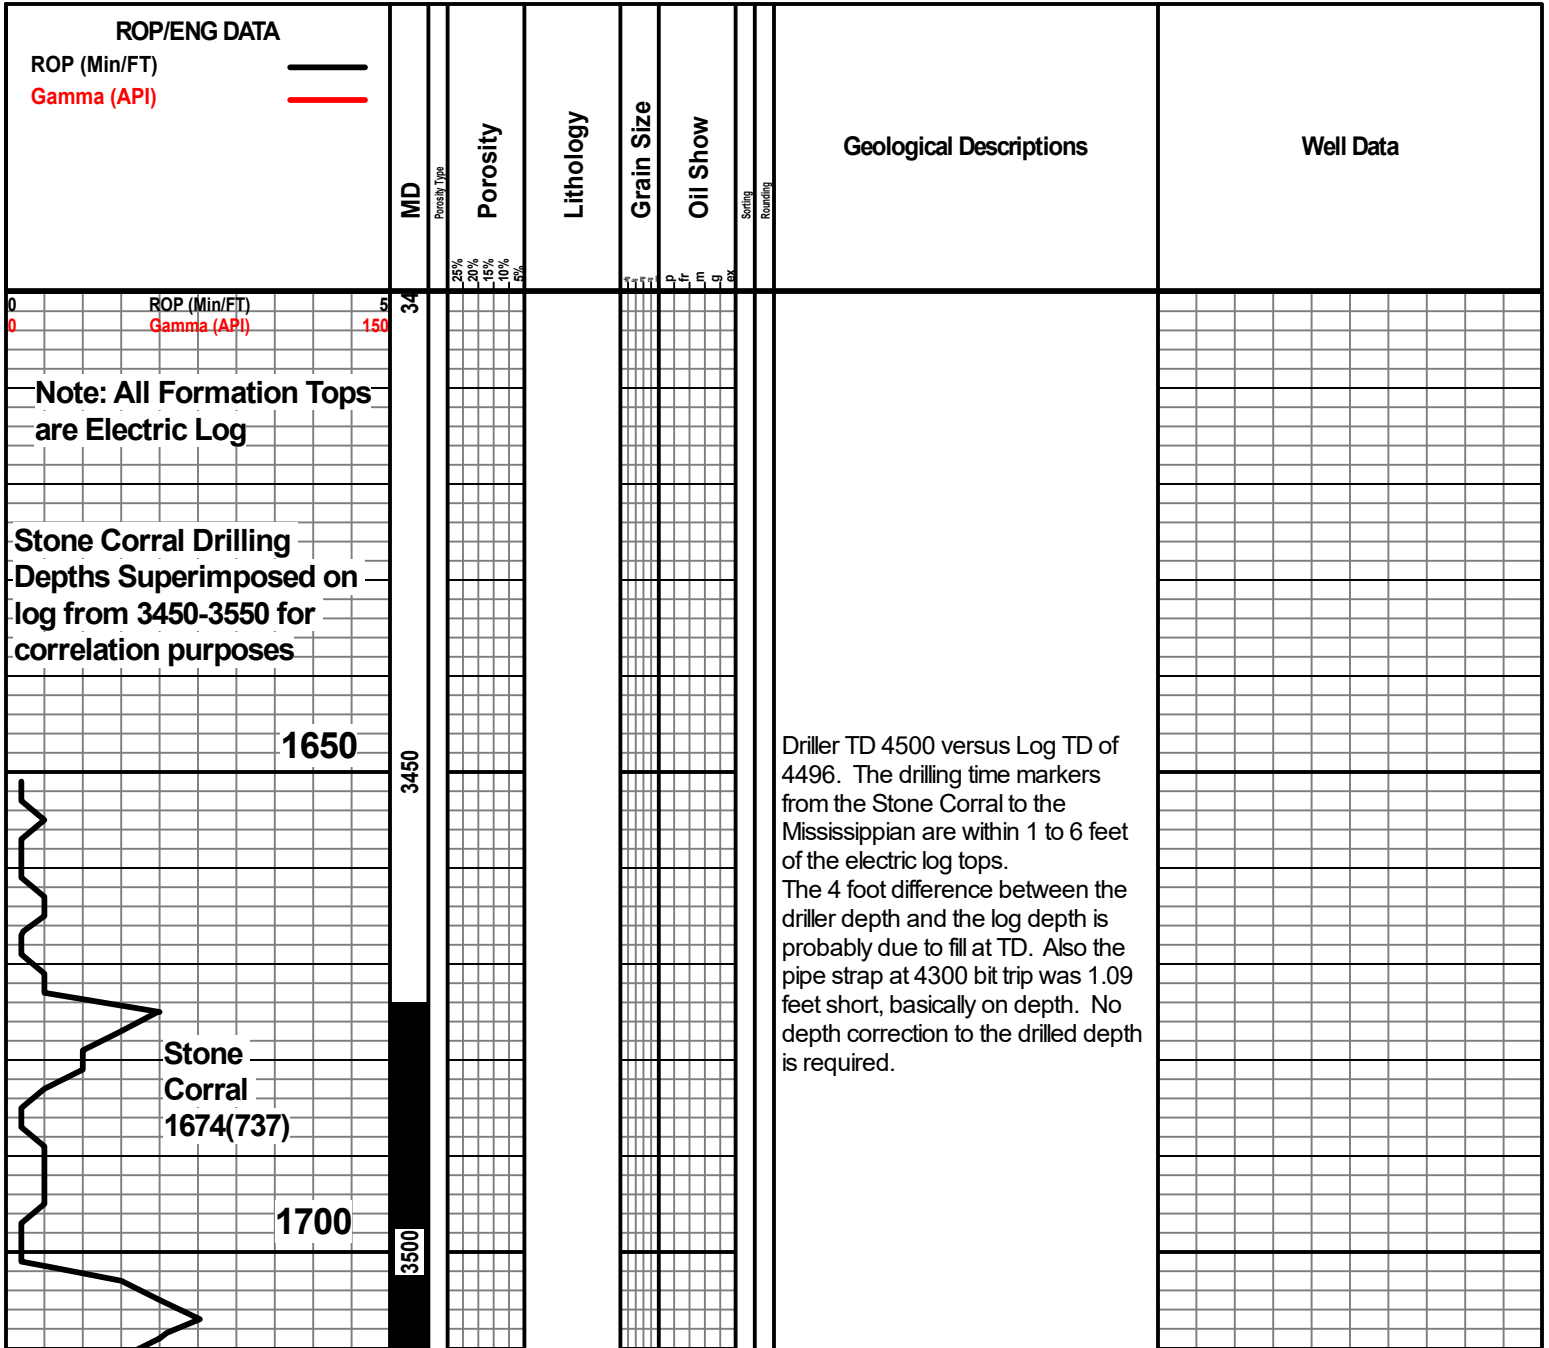 ROP/ENG DATA
ROP (Min/FT)
Gamma (API)
MD
Porosity Type
Porosity
25%
20%
15%
10%
5%
Lithology
Grain Size
Oil Show
p
fr
m
g
ex
Sorting
Rounding
Geological Descriptions
Well Data
0 ROP (Min/FT) 5
0 Gamma (API) 150
34
Note: All Formation Tops
are Electric Log
Stone Corral Drilling
Depths Superimposed on
log from 3450-3550 for
correlation purposes
1650
3450
Driller TD 4500 versus Log TD of
4496. The drilling time markers
from the Stone Corral to the
Mississippian are within 1 to 6 feet
of the electric log tops.
The 4 foot difference between the
driller depth and the log depth is
probably due to fill at TD. Also the
pipe strap at 4300 bit trip was 1.09
feet short, basically on depth. No
depth correction to the drilled depth
is required.
Stone
Corral
1674(737)
1700
3500